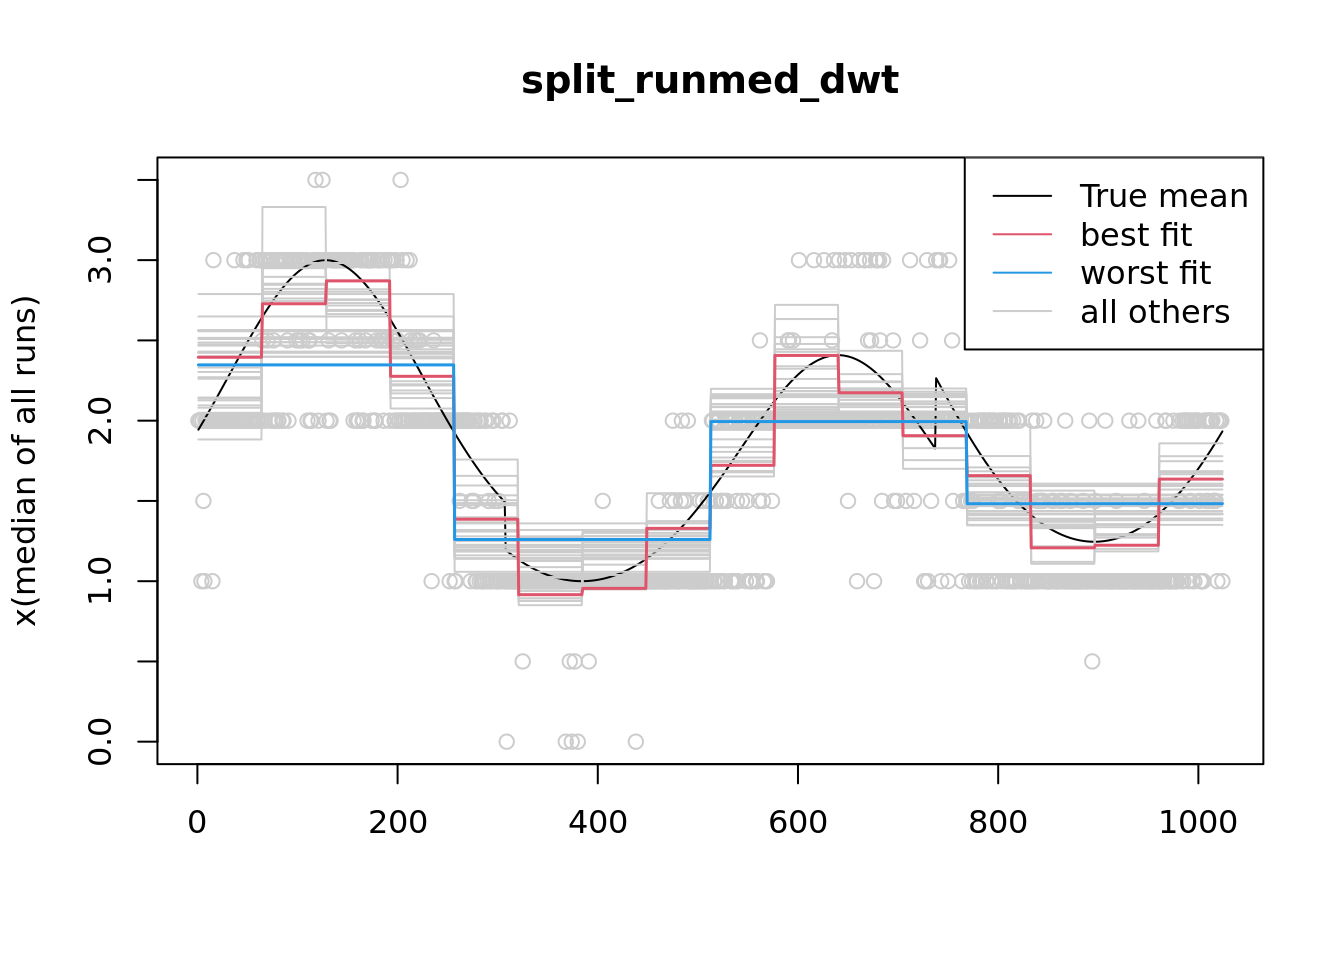 split_runmed_dwt
True mean
best fit
worst fit
all others
x(median of all runs)
3.0
2.0
1.0
0.0
0 200 400 600 800 1000